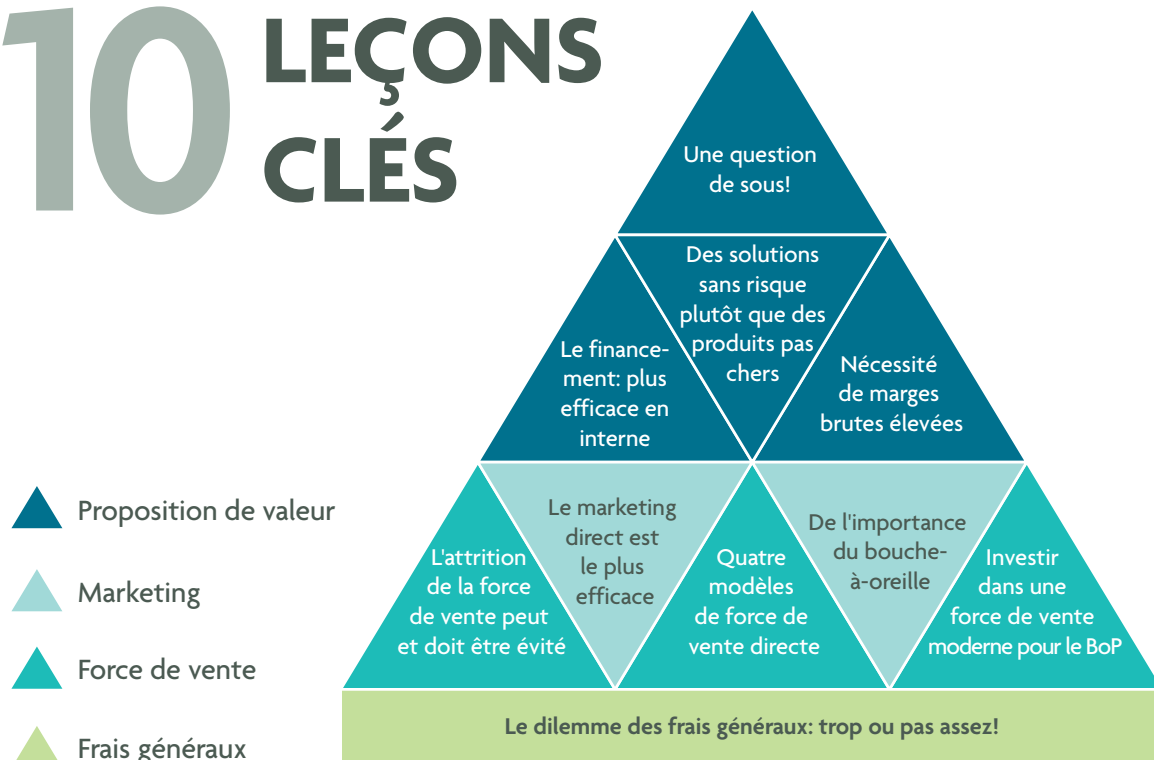 10 LEÇONS
CLÉS
Une question
de sous!
Des solutions
sans risque
plutôt que des
produits pas
chers
Le finance-
ment: plus
efficace en
interne
Nécessité
de marges
brutes élevées
L'attrition
de la force
de vente peut
et doit être évité
Le marketing
direct est
le plus
efficace
Quatre
modèles
de force de
vente directe
De l'importance
du bouche-
à-oreille
Investir
dans une
force de vente
moderne pour le BoP
Le dilemme des frais généraux: trop ou pas assez!
Proposition de valeur
Marketing
Force de vente
Frais généraux